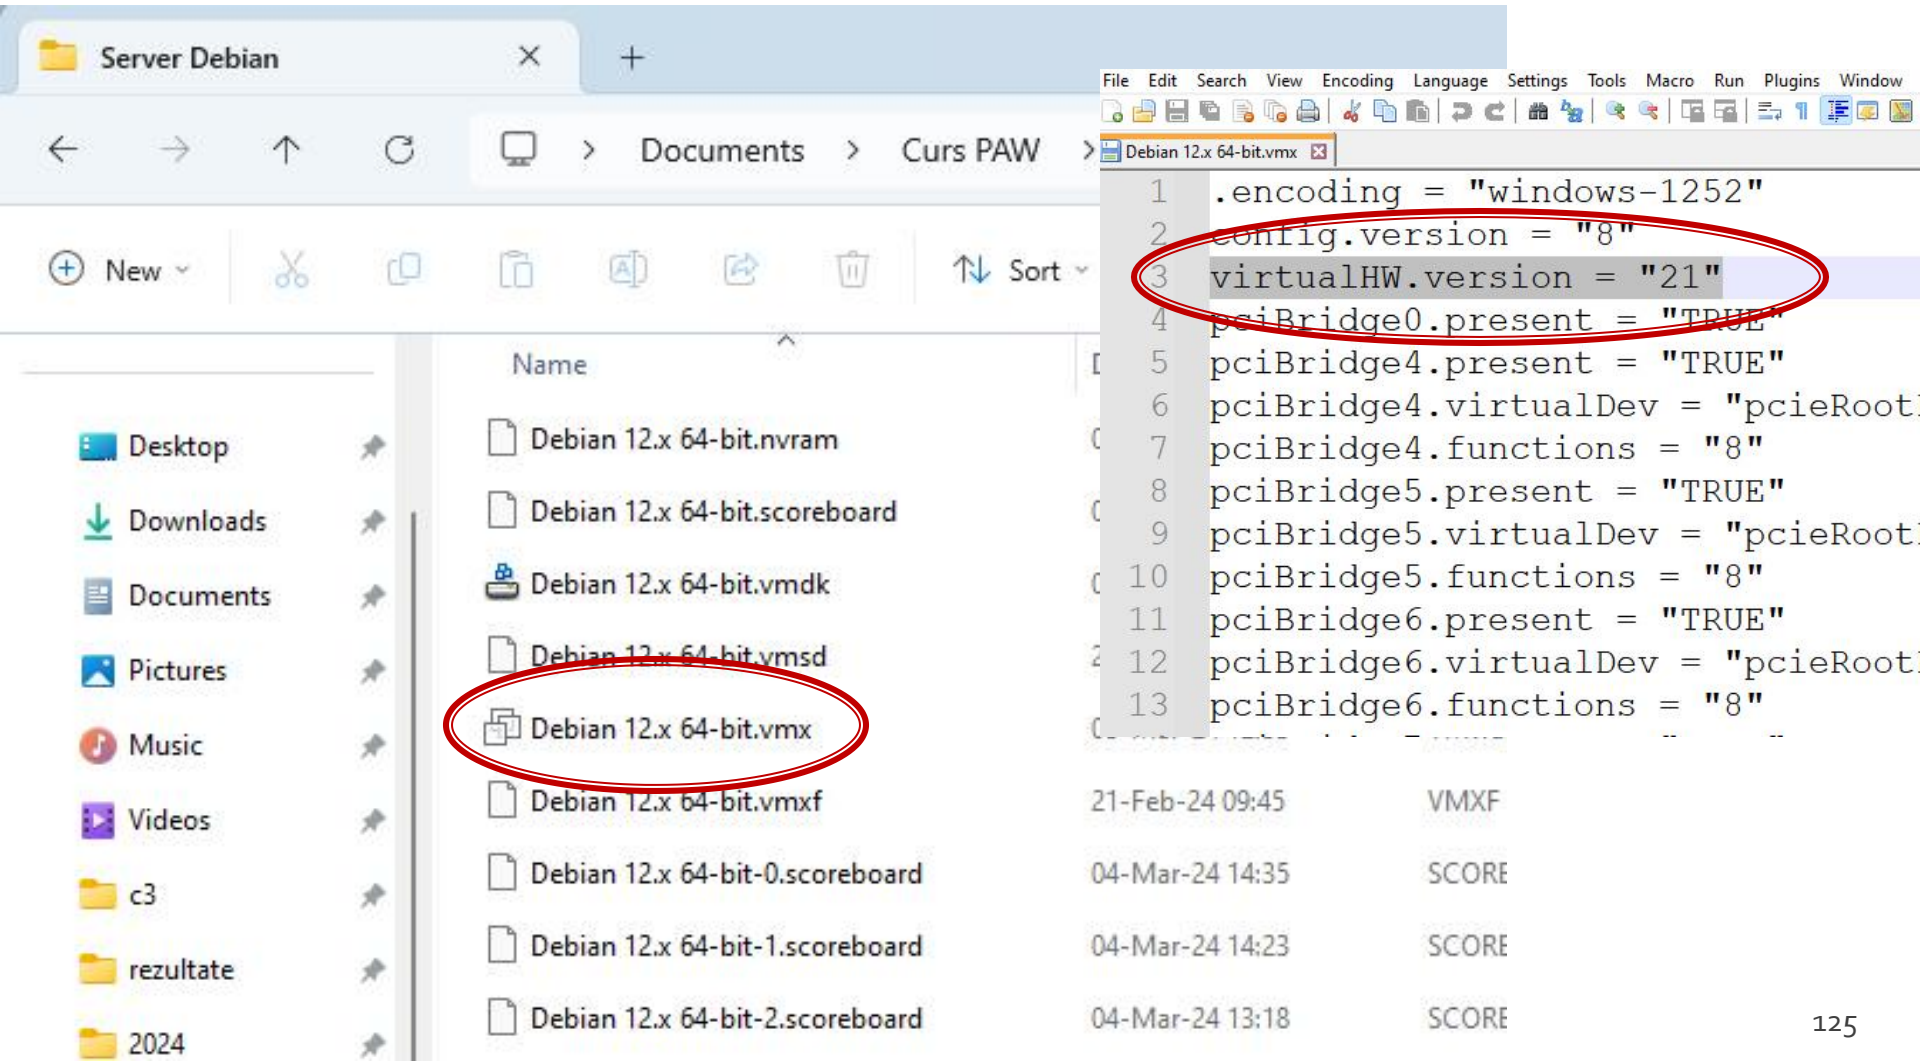 Server Debian
Documents > Curs PAW >
New
Sort
Name
Desktop
Downloads
Documents
Pictures
Music
Videos
c3
rezultate
2024
Debian 12.x 64-bit.nvram
Debian 12.x 64-bit.scoreboard
Debian 12.x 64-bit.vmdk
Debian 12.x 64-bit.vmsd
Debian 12.x 64-bit.vmx
Debian 12.x 64-bit.vmxf 21-Feb-24 09:45 VMXF
Debian 12.x 64-bit-0.scoreboard 04-Mar-24 14:35 SCORE
Debian 12.x 64-bit-1.scoreboard 04-Mar-24 14:23 SCORE
Debian 12.x 64-bit-2.scoreboard 04-Mar-24 13:18 SCORE
File Edit Search View Encoding Language Settings Tools Macro Run Plugins Window
Debian 12.x 64-bit.vmx
1 .encoding = "windows-1252"
2 config.version = "8"
3 virtualHW.version = "21"
4 pciBridge0.present = "TRUE"
5 pciBridge4.present = "TRUE"
6 pciBridge4.virtualDev = "pcieRoot
7 pciBridge4.functions = "8"
8 pciBridge5.present = "TRUE"
9 pciBridge5.virtualDev = "pcieRoot
10 pciBridge5.functions = "8"
11 pciBridge6.present = "TRUE"
12 pciBridge6.virtualDev = "pcieRoot
13 pciBridge6.functions = "8"
125